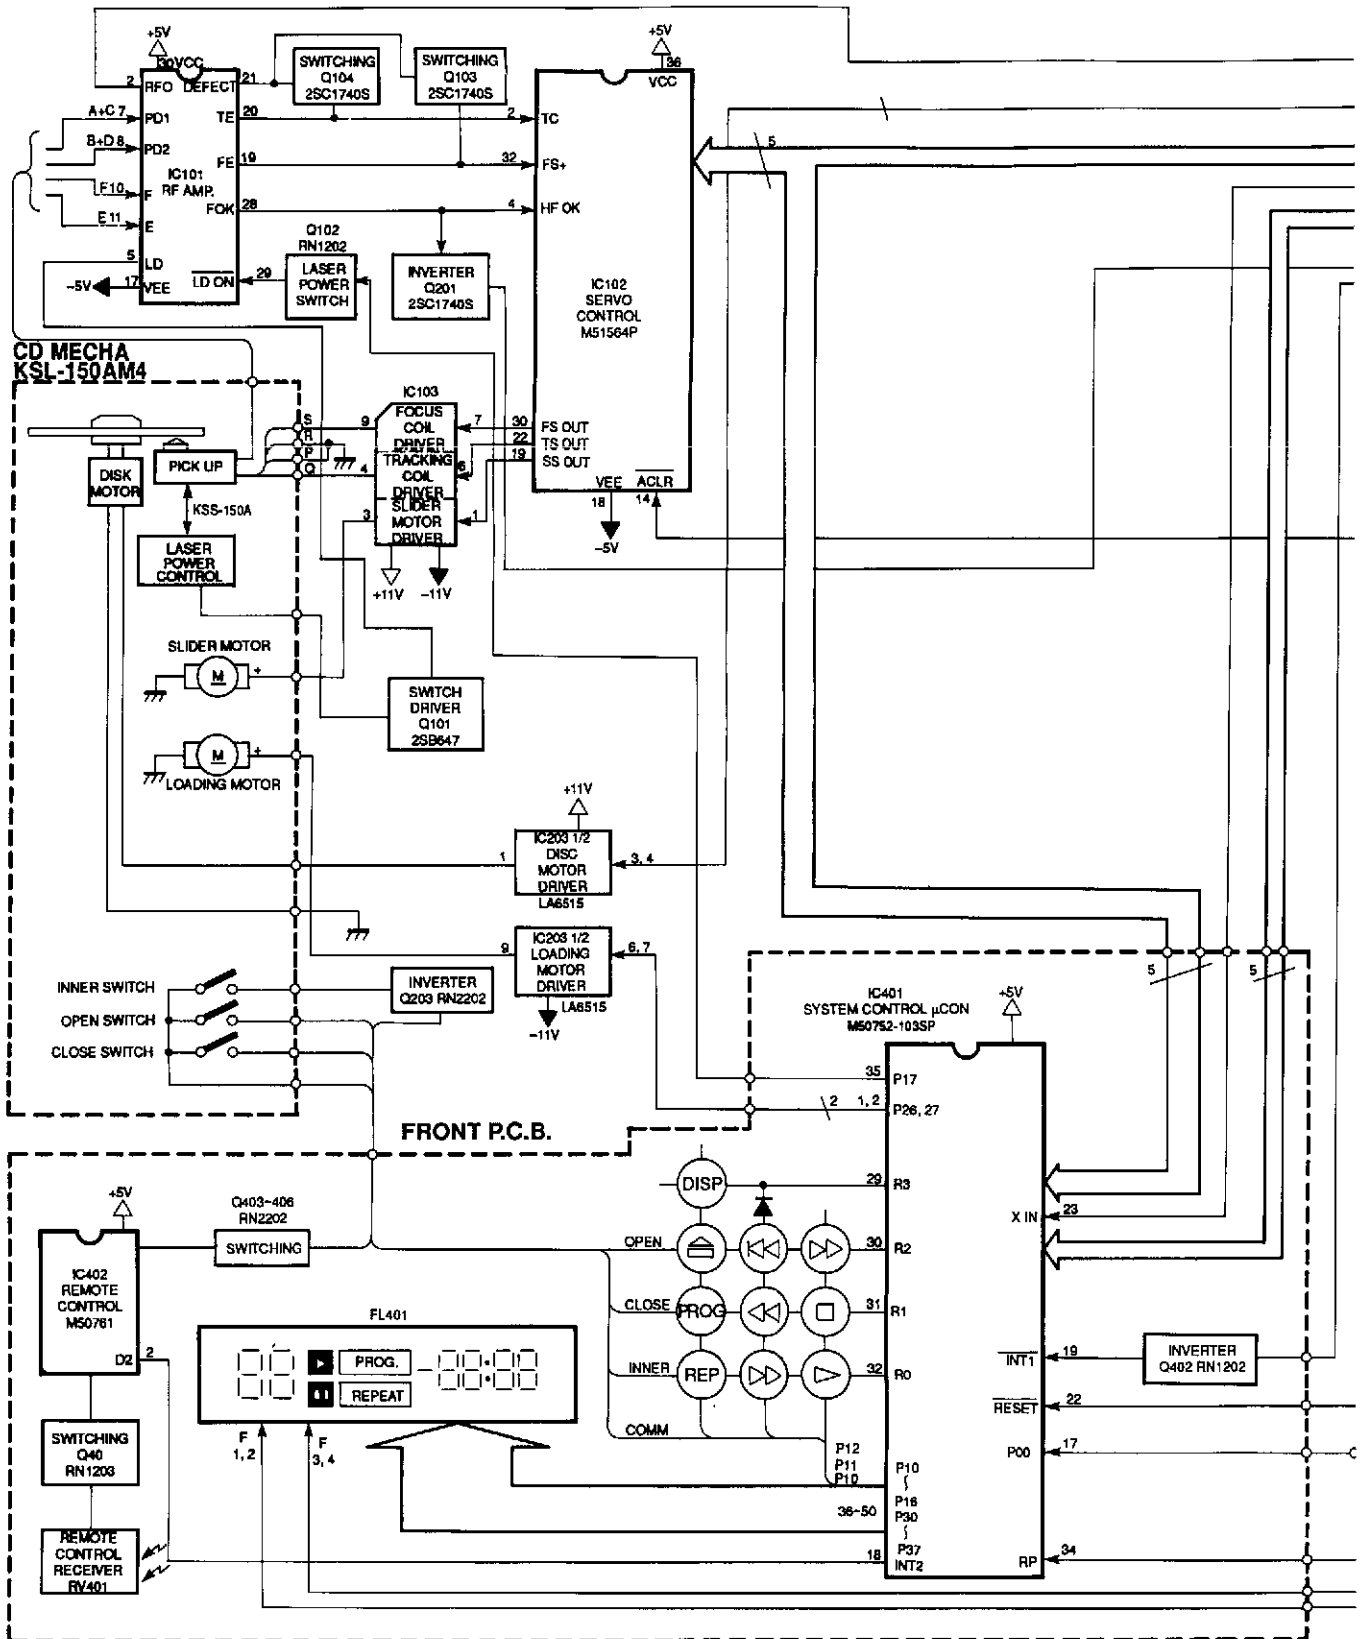 +5V
+5V
30 VCC
21
SWITCHING
Q104
2SC1740S
SWITCHING
Q103
2SC1740S
36
VCC
2
RFO
DEFECT
A+C 7
PD1
TE
20
2
TC
5
B+D 8
PD2
FE
19
32
FS+
IC101
RF AMP.
F10
F
FOK
28
4
HF OK
E 11
E
Q102
RN1202
5
LD
LD ON
29
LASER
POWER
SWITCH
INVERTER
Q201
2SC1740S
IC102
SERVO
CONTROL
M51564P
-5V
17
VEE
CD MECHA
KSL-150AM4
IC103
FOCUS
COIL
DRIVER
TRACKING
COIL
DRIVER
SLIDER
MOTOR
DRIVER
S
R
P
Q
9
4
3
7
6
1
30
22
19
FS OUT
TS OUT
SS OUT
VEE
ACLR
18
14
-5V
+11V
-11V
PICK UP
DISK
MOTOR
KSS-150A
LASER
POWER
CONTROL
SLIDER MOTOR
M
+
SWITCH
DRIVER
Q101
2SB647
M
+
LOADING MOTOR
+11V
1
IC203 1/2
DISC
MOTOR
DRIVER
3, 4
LA6515
9
IC203 1/2
LOADING
MOTOR
DRIVER
6, 7
LA6515
-11V
INNER SWITCH
OPEN SWITCH
CLOSE SWITCH
INVERTER
Q203 RN2202
5
5
IC401
SYSTEM CONTROL μCON
M50752-103SP
+5V
35
P17
2
1, 2
P26, 27
FRONT P.C.B.
DISP
29
R3
+5V
Q403~406
RN2202
SWITCHING
X IN
23
OPEN
30
R2
IC402
REMOTE
CONTROL
M50761
D2
2
CLOSE
PROG
31
R1
FL401
PROG.
REPEAT
INNER
REP
32
R0
INT1
19
INVERTER
Q402 RN1202
RESET
22
COMM
F
1, 2
F
3, 4
SWITCHING
Q40
RN1203
P00
17
P12
P11
P10
P10
P16
36~50
P30
P37
REMOTE
CONTROL
RECEIVER
RV401
18
INT2
RP
34